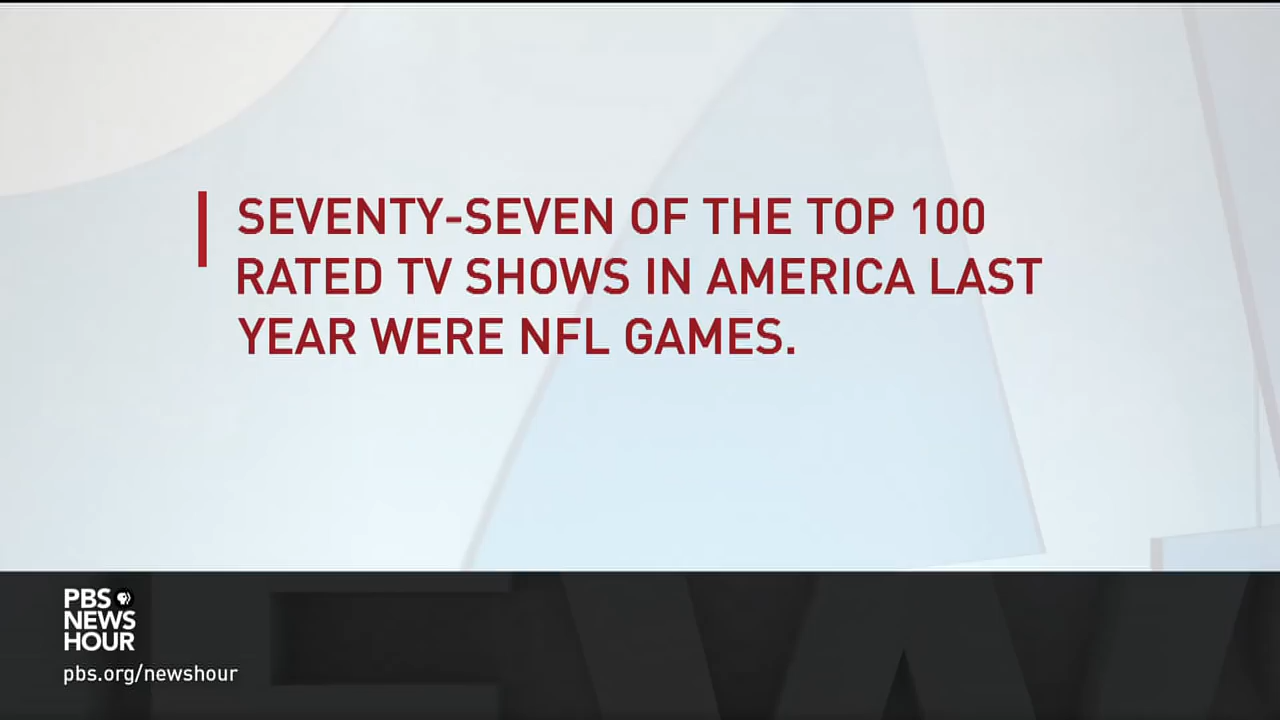 SEVENTY-SEVEN OF THE TOP 100
RATED TV SHOWS IN AMERICA LAST
YEAR WERE NFL GAMES.
PBS
NEWS
HOUR
pbs.org/newshour